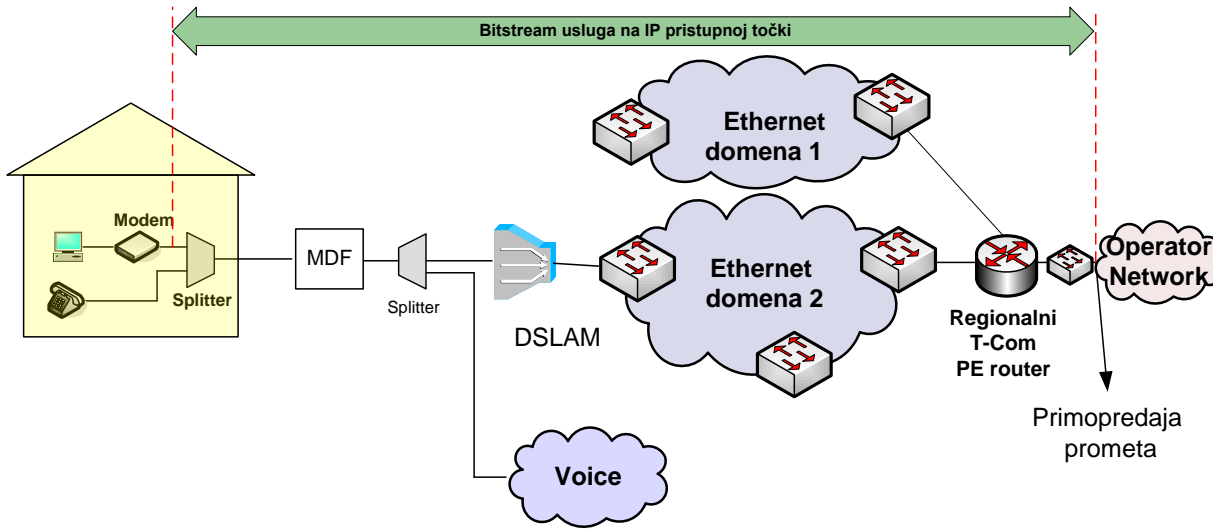 Bitstream usluga na IP pristupnoj točki
Ethernet
domena 1
Modem
Splitter
MDF
Splitter
DSLAM
Ethernet
domena 2
Regionalni
T-Com
PE router
Operator
Network
Primopredaja
prometa
Voice